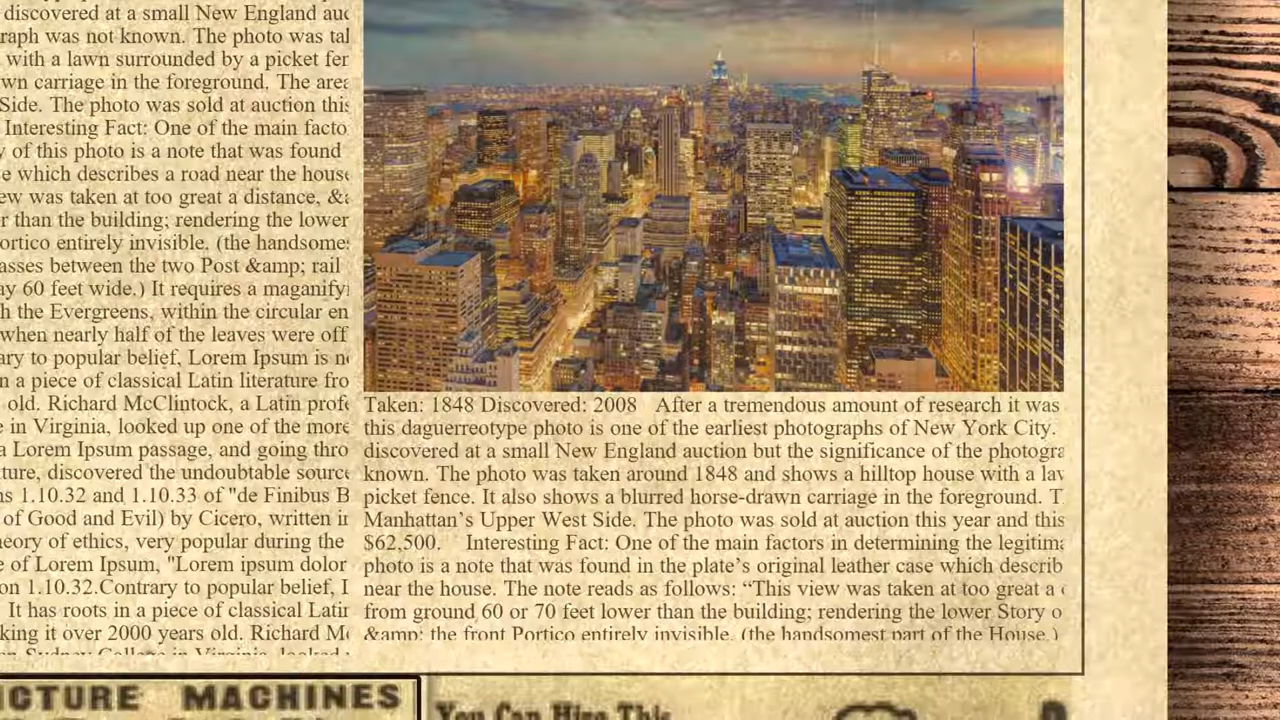 discovered at a small New England auc
raph was not known. The photo was tal
with a lawn surrounded by a picket fer
wn carriage in the foreground. The area
Side. The photo was sold at auction this
Interesting Fact: One of the main facto
y of this photo is a note that was found
e which describes a road near the house
ew was taken at too great a distance, &
r than the building; rendering the lower
ortico entirely invisible. (the handsome
asses between the two Post &amp; rail
ay 60 feet wide.) It requires a maganify
h the Evergreens, within the circular en
when nearly half of the leaves were off
ary to popular belief, Lorem Ipsum is no
n a piece of classical Latin literature fro
old. Richard McClintock, a Latin profe
e in Virginia, looked up one of the more
a Lorem Ipsum passage, and going thro
ture, discovered the undoubtable source
ns 1.10.32 and 1.10.33 of "de Finibus B
of Good and Evil) by Cicero, written in
heory of ethics, very popular during the
e of Lorem Ipsum, "Lorem ipsum dolor
on 1.10.32.Contrary to popular belief, I
It has roots in a piece of classical Latin
king it over 2000 years old. Richard Mc
en Sydney College in Virginia, looked
Taken: 1848 Discovered: 2008 After a tremendous amount of research it was
this daguerreotype photo is one of the earliest photographs of New York City.
discovered at a small New England auction but the significance of the photogra
known. The photo was taken around 1848 and shows a hilltop house with a law
picket fence. It also shows a blurred horse-drawn carriage in the foreground. T
Manhattan’s Upper West Side. The photo was sold at auction this year and this
$62,500. Interesting Fact: One of the main factors in determining the legitima
photo is a note that was found in the plate’s original leather case which describ
near the house. The note reads as follows: “This view was taken at too great a
from ground 60 or 70 feet lower than the building; rendering the lower Story o
&amp; the front Portico entirely invisible. (the handsomest part of the House.)
ICTURE MACHINES
You Can Hire This